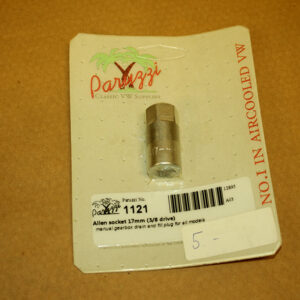 Paruzzi
CLASSIC VW SUPPLIES
NO.1 IN AIRCOOLED VW
Paruzzi No.
1121
Allen socket 17mm (3/8 drive)
manual gearbox drain and fill plug for all models
A03
5 -